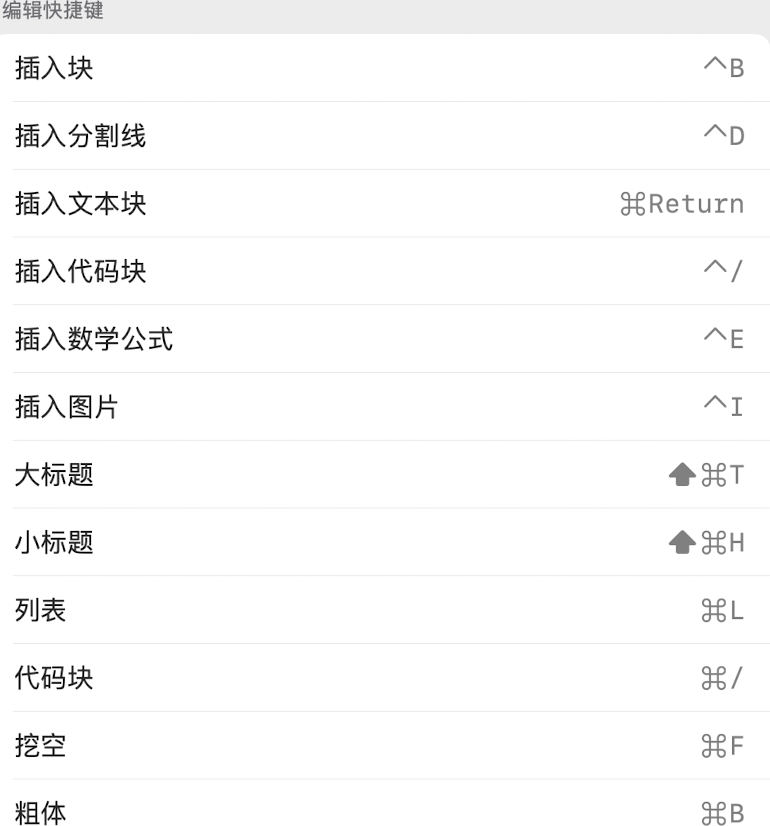 编辑快捷键
插入块 ^B
插入分割线 ^D
插入文本块 ⌘Return
插入代码块 ^/
插入数学公式 ^E
插入图片 ^I
大标题 ⬆⌘T
小标题 ⬆⌘H
列表 ⌘L
代码块 ⌘/
挖空 ⌘F
粗体 ⌘B